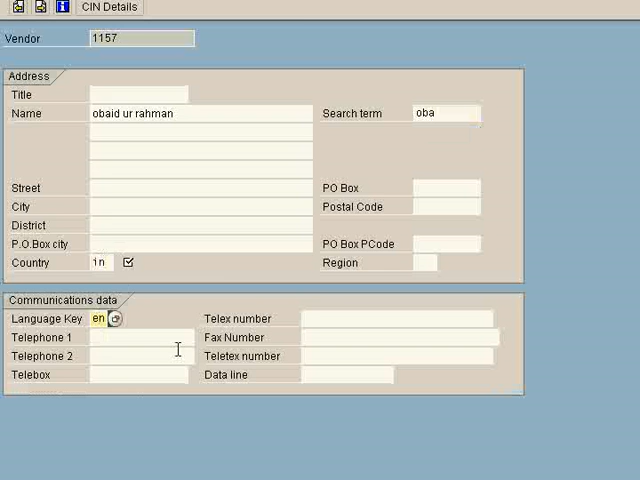 CIN Details
Vendor 1157
Address
Title
Name obaid ur rahman Search term oba
Street PO Box
City Postal Code
District
P.O.Box city PO Box PCode
Country in Region
Communications data
Language Key en Telex number
Telephone 1 Fax Number
Telephone 2 Teletex number
Telebox Data line